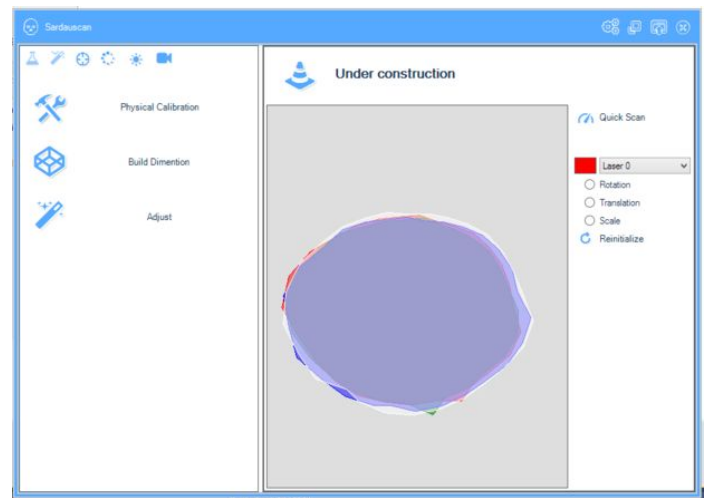 Sardauscan
Under construction
Physical Calibration
Build Dimention
Adjust
Quick Scan
Laser 0
Rotation
Translation
Scale
Reinitialize